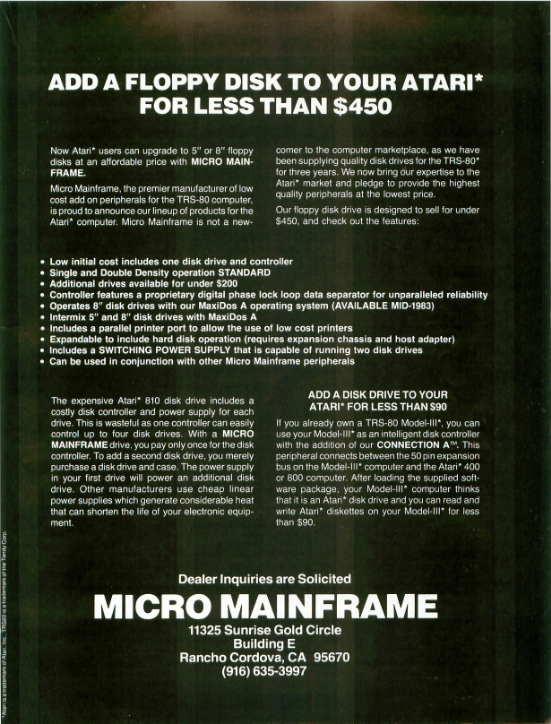 ADD A FLOPPY DISK TO YOUR ATARI*
FOR LESS THAN $450
Now Atari* users can upgrade to 5" or 8" floppy
disks at an affordable price with MICRO MAIN-
FRAME.
Micro Mainframe, the premier manufacturer of low
cost add on peripherals for the TRS-80 computer,
is proud to announce our lineup of products for the
Atari* computer. Micro Mainframe is not a new-
comer to the computer marketplace, as we have
been supplying quality disk drives for the TRS-80*
for three years. We now bring our expertise to the
Atari* market and pledge to provide the highest
quality peripherals at the lowest price.
Our floppy disk drive is designed to sell for under
$450, and check out the features:
• Low initial cost includes one disk drive and controller
• Single and Double Density operation STANDARD
• Additional drives available for under $200
• Controller features a proprietary digital phase lock loop data separator for unparalleled reliability
• Operates 8" disk drives with our MaxiDos A operating system (AVAILABLE MID-1983)
• Intermix 5" and 8" disk drives with MaxiDos A
• Includes a parallel printer port to allow the use of low cost printers
• Expandable to include hard disk operation (requires expansion chassis and host adapter)
• Includes a SWITCHING POWER SUPPLY that is capable of running two disk drives
• Can be used in conjunction with other Micro Mainframe peripherals
The expensive Atari* 810 disk drive includes a
costly disk controller and power supply for each
drive. This is wasteful as one controller can easily
control up to four disk drives. With a MICRO
MAINFRAME drive, you pay only once for the disk
controller. To add a second disk drive, you merely
purchase a disk drive and case. The power supply
in your first drive will power an additional disk
drive. Other manufacturers use cheap linear
power supplies which generate considerable heat
that can shorten the life of your electronic equip-
ment.
ADD A DISK DRIVE TO YOUR
ATARI* FOR LESS THAN $90
If you already own a TRS-80 Model-III*, you can
use your Model-III* as an intelligent disk controller
with the addition of our CONNECTION A™. This
peripheral connects between the 50 pin expansion
bus on the Model-III* computer and the Atari* 400
or 800 computer. After loading the supplied soft-
ware package, your Model-III* computer thinks
that it is an Atari* disk drive and you can read and
write Atari* diskettes on your Model-III* for less
than $90.
Dealer Inquiries are Solicited
MICRO MAINFRAME
11325 Sunrise Gold Circle
Building E
Rancho Cordova, CA 95670
(916) 635-3997
*Atari is a trademark of Atari, Inc. TRS80 is a trademark of the Tandy Corp.